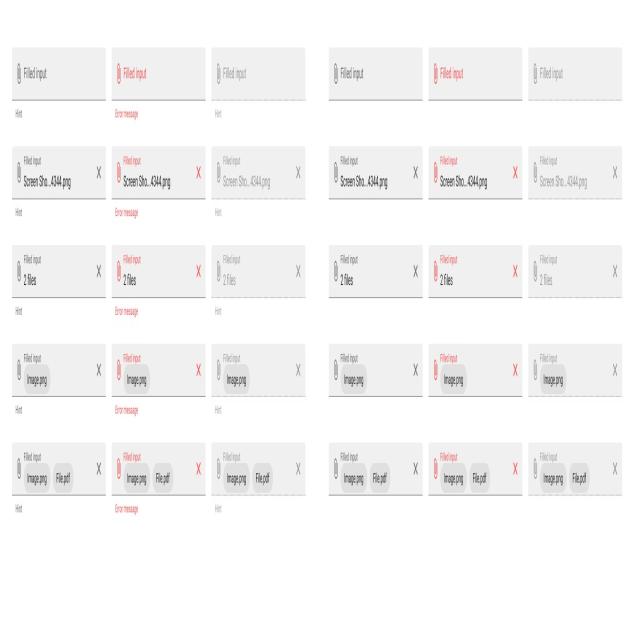 Filled input Filled input Filled input Filled input Filled input Filled input
Hint Error message Hint
Filled input Filled input Filled input Filled input Filled input Filled input
Screen Sho...4344.png Screen Sho...4344.png Screen Sho...4344.png Screen Sho...4344.png Screen Sho...4344.png Screen Sho...4344.png
Hint Error message Hint
Filled input Filled input Filled input Filled input Filled input Filled input
2 files 2 files 2 files 2 files 2 files 2 files
Hint Error message Hint
Filled input Filled input Filled input Filled input Filled input Filled input
Image.png Image.png Image.png Image.png Image.png Image.png
Hint Error message Hint
Filled input Filled input Filled input Filled input Filled input Filled input
Image.png File.pdf Image.png File.pdf Image.png File.pdf Image.png File.pdf Image.png File.pdf Image.png File.pdf
Hint Error message Hint